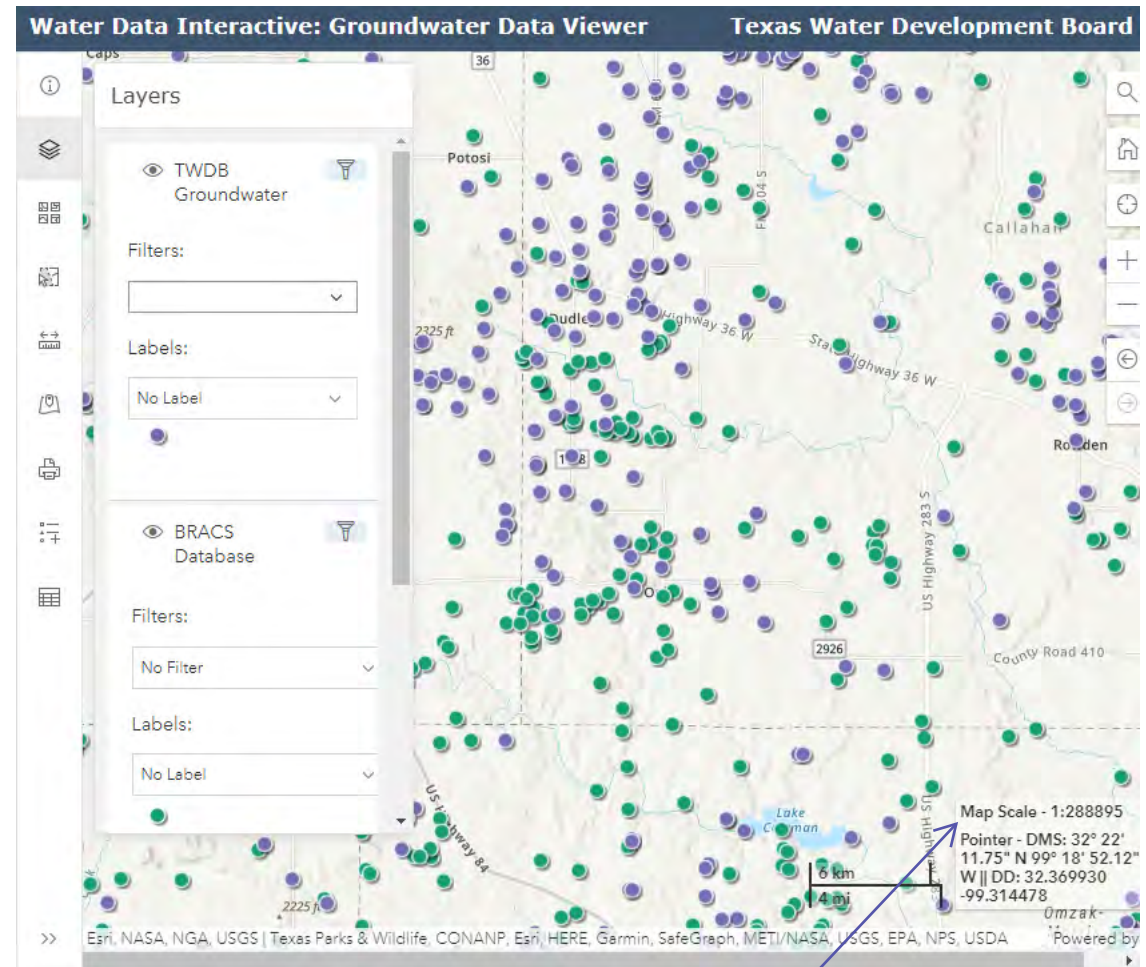 Water Data Interactive: Groundwater Data Viewer Texas Water Development Board
Caps
36
Layers
Potosi
TWDB
Groundwater
Callahan
Filters:
2325 ft
Highway 36 W
State Highway 36 W
Labels:
No Label
Rowden
BRACS
Database
US Highway 283 S
Filters:
No Filter
2926
County Road 410
Labels:
No Label
US Highway 84
Lake
Map Scale - 1:288895
Pointer - DMS: 32° 22'
11.75" N 99° 18' 52.12"
W || DD: 32.369930
-99.314478
6 km
4 mi
2225 ft
Omzak-
Esri, NASA, NGA, USGS | Texas Parks & Wildlife, CONANP, Esri, HERE, Garmin, SafeGraph, METI/NASA, USGS, EPA, NPS, USDA Powered by